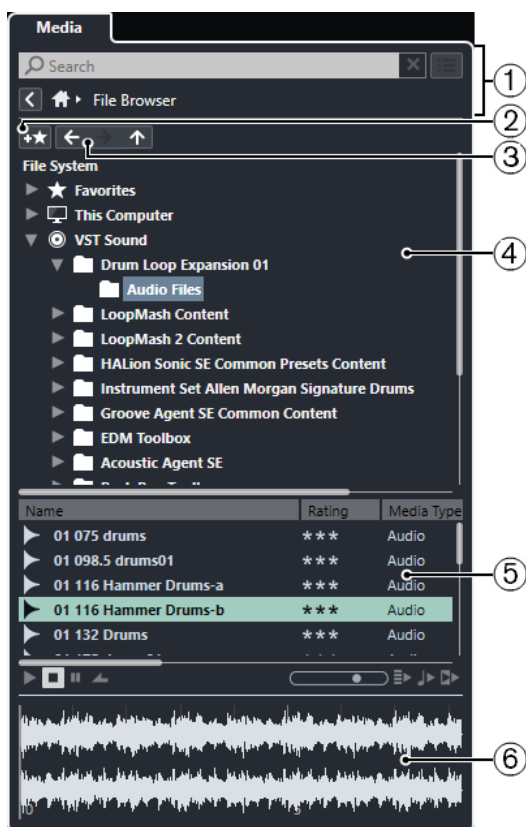 Media
Search
File Browser
1
2
3
File System
Favorites
This Computer
VST Sound
4
Drum Loop Expansion 01
Audio Files
LoopMash Content
LoopMash 2 Content
HALion Sonic SE Common Presets Content
Instrument Set Allen Morgan Signature Drums
Groove Agent SE Common Content
EDM Toolbox
Acoustic Agent SE
Name Rating Media Type
01 075 drums *** Audio
01 098.5 drums01 *** Audio
5
01 116 Hammer Drums-a *** Audio
01 116 Hammer Drums-b *** Audio
01 132 Drums *** Audio
6